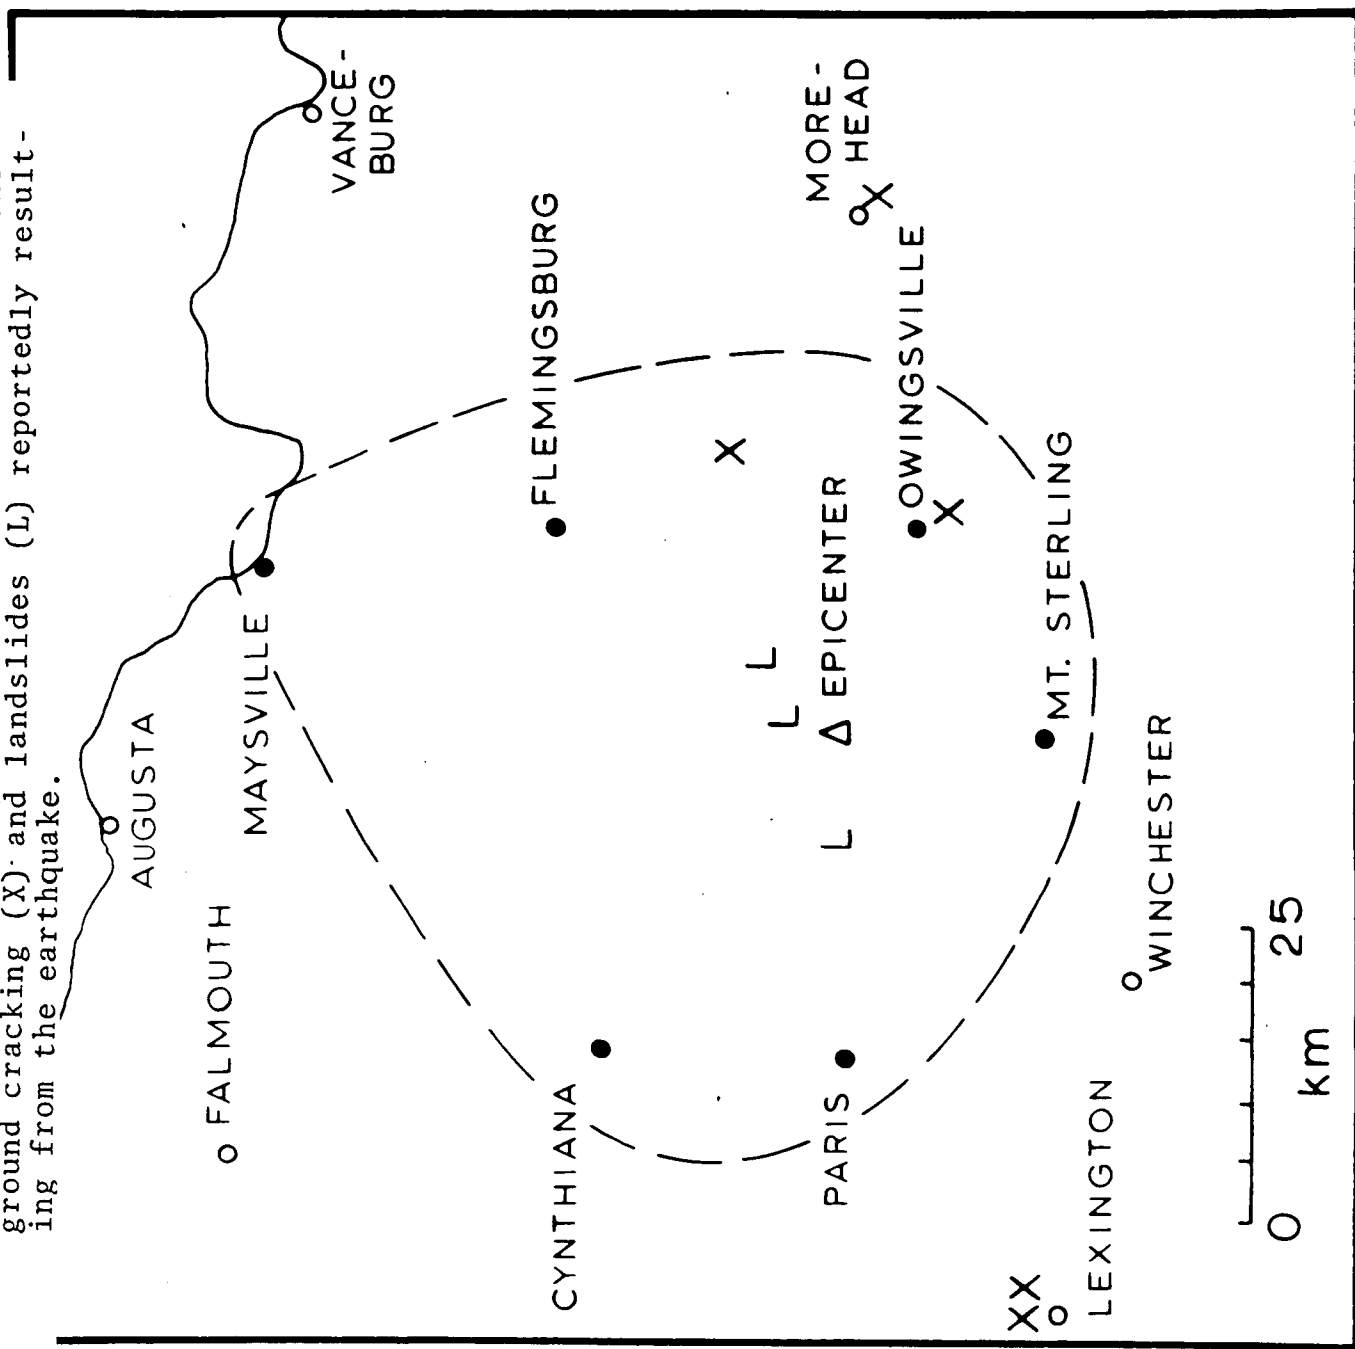 ground cracking (X) and landslides (L) reportedly result-
ing from the earthquake.
VANCE-
BURG
AUGUSTA
MAYSVILLE
FALMOUTH
FLEMINGSBURG
MORE-
HEAD
X
X
OWINGSVILLE
X
L
L
EPICENTER
L
CYNTHIANA
PARIS
MT. STERLING
WINCHESTER
XX
LEXINGTON
0 25
km